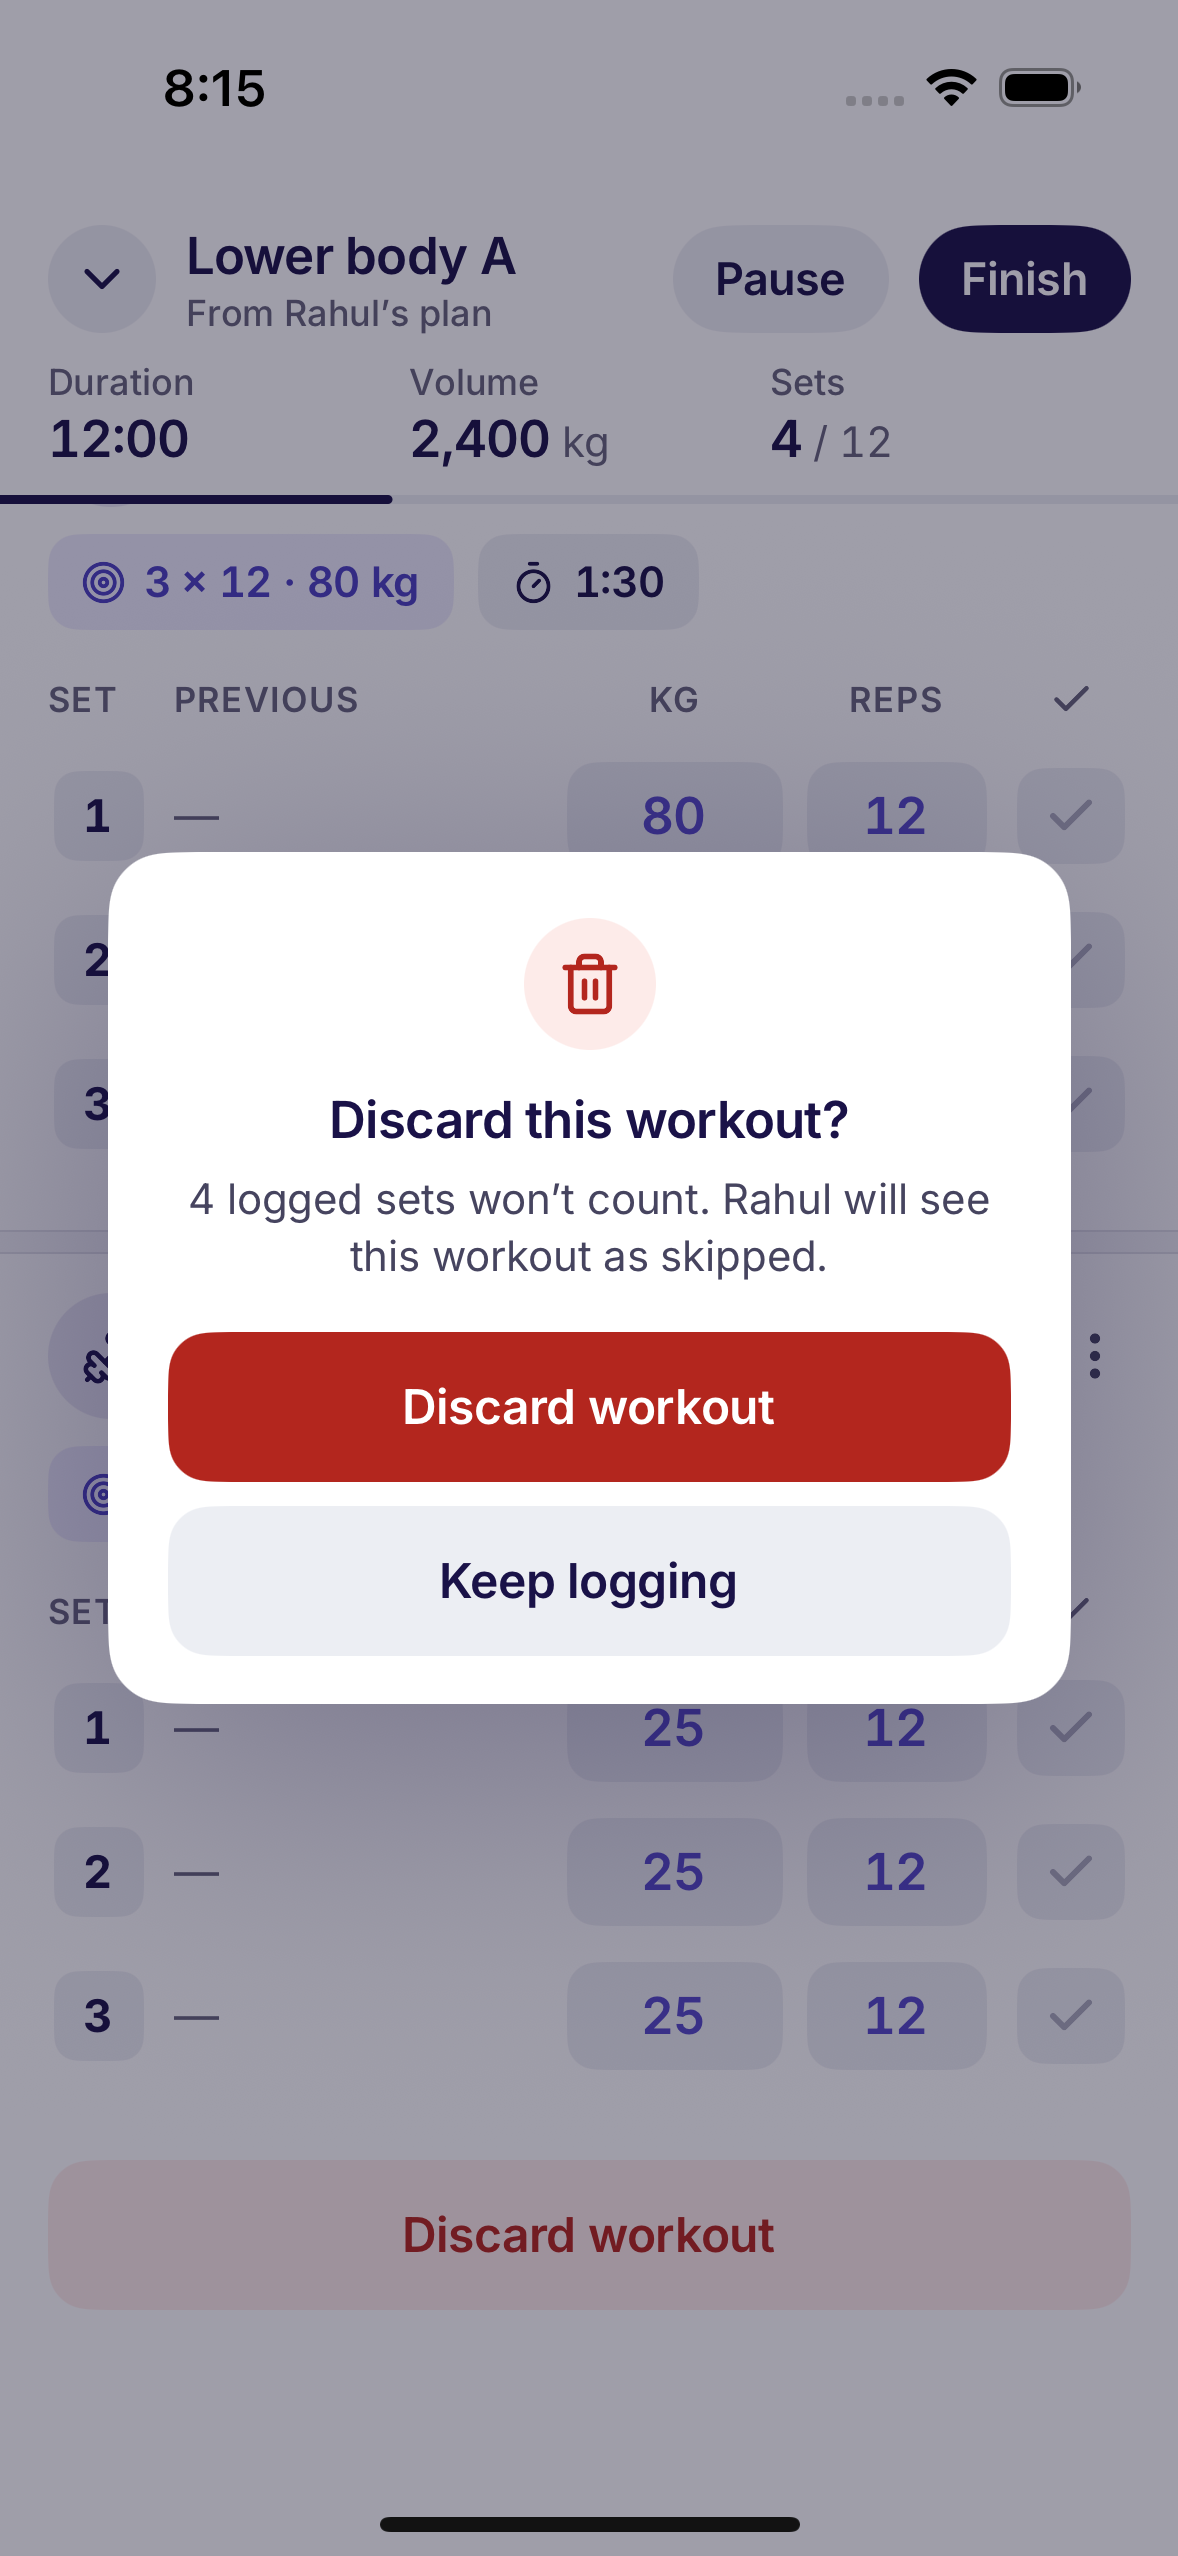 8:15
Lower body A
From Rahul’s plan
Pause
Finish
Duration
Volume
Sets
12:00
2,400 kg
4 / 12
3 × 12 · 80 kg
1:30
SET PREVIOUS KG REPS
1 — 80 12
2
3
Discard this workout?
4 logged sets won’t count. Rahul will see
this workout as skipped.
Discard workout
Keep logging
SET
1 — 25 12
2 — 25 12
3 — 25 12
Discard workout